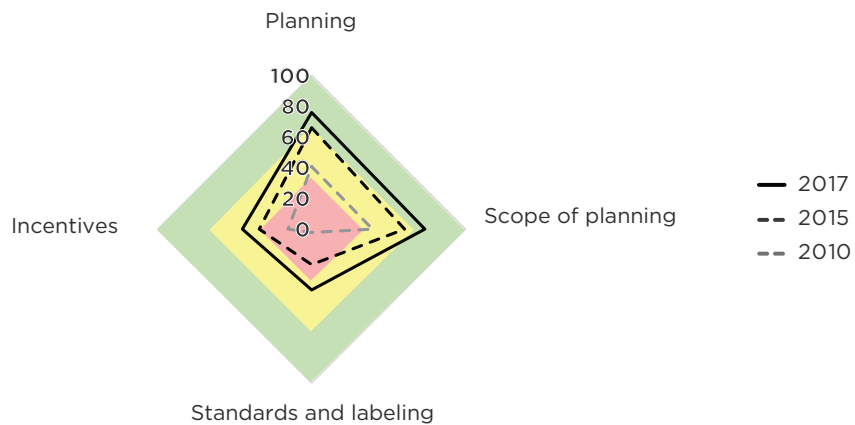 Planning
100
80
60
40
20
0
Incentives
Scope of planning
Standards and labeling
2017
2015
2010